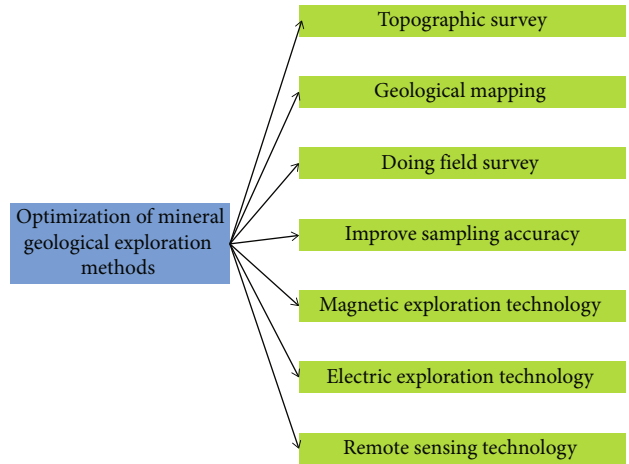 Topographic survey
Geological mapping
Doing field survey
Optimization of mineral
geological exploration
methods
Improve sampling accuracy
Magnetic exploration technology
Electric exploration technology
Remote sensing technology